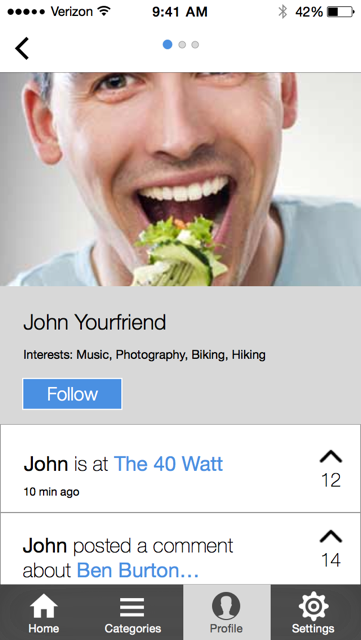 Verizon 9:41 AM 42%
John Yourfriend
Interests: Music, Photography, Biking, Hiking
Follow
John is at The 40 Watt
10 min ago
12
John posted a comment
about Ben Burton...
14
Home Categories Profile Settings